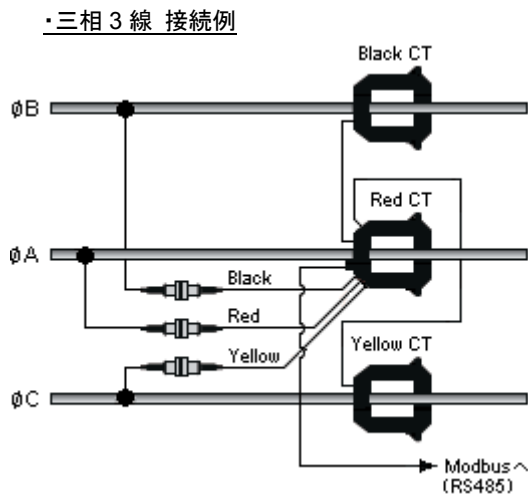 ・三相３線 接続例
Black CT
øB
Red CT
øA
Black
Red
Yellow
Yellow CT
øC
Modbusへ
(RS485)